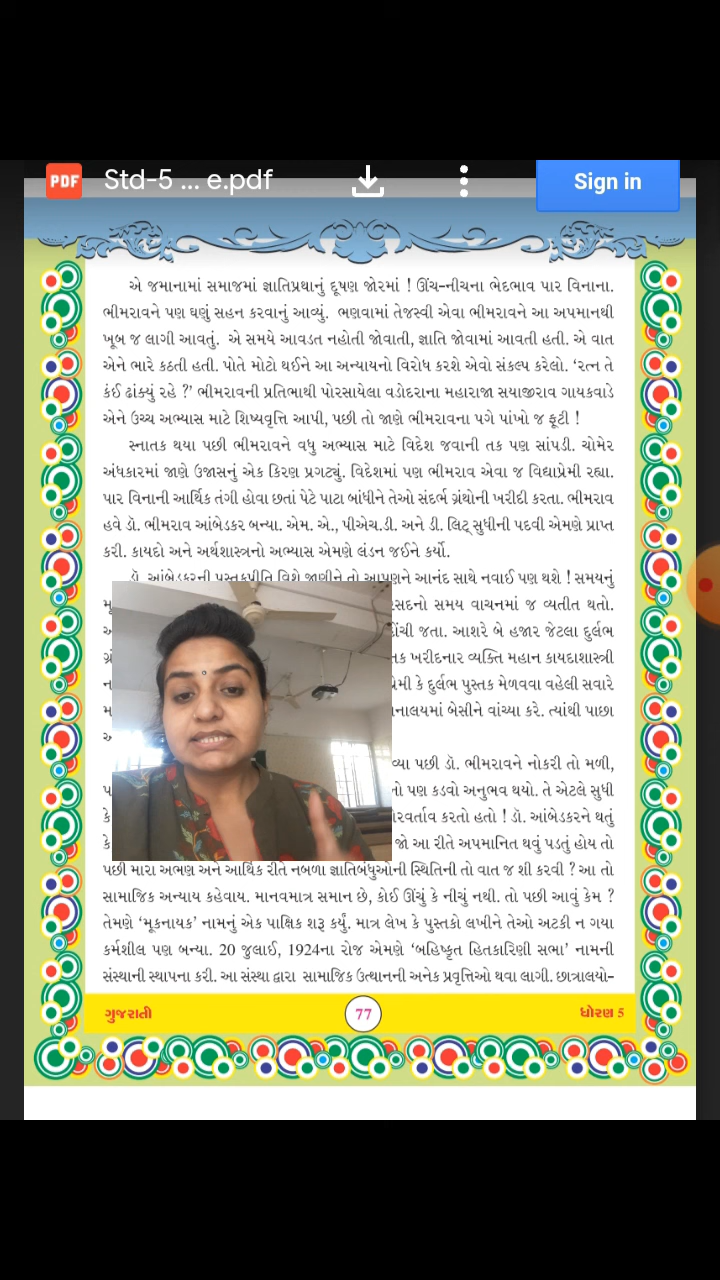 PDF Std-5 ... e.pdf Sign in
એ જમાનામાં સમાજમાં જ્ઞાતિપ્રથાનું દૂષણ જોરમાં ! ઊંચ-નીચના ભેદભાવ પાર વિનાના.
ભીમરાવને પણ ઘણું સહન કરવાનું આવ્યું. ભણવામાં તેજસ્વી એવા ભીમરાવને આ અપમાનથી
ખૂબ જ લાગી આવતું. એ સમયે આવડત નહોતી જોવાતી, જ્ઞાતિ જોવામાં આવતી હતી. એ વાત
એને ભારે કઠતી હતી. પોતે મોટો થઈને આ અન્યાયનો વિરોધ કરશે એવો સંકલ્પ કરેલો. ‘રત્ન તે
કંઈ ઢાંક્યું રહે ?’ ભીમરાવની પ્રતિભાથી પોરસાયેલા વડોદરાના મહારાજા સયાજીરાવ ગાયકવાડે
એને ઉચ્ચ અભ્યાસ માટે શિષ્યવૃત્તિ આપી, પછી તો જાણે ભીમરાવના પગે પાંખો જ ફૂટી !
સ્નાતક થયા પછી ભીમરાવને વધુ અભ્યાસ માટે વિદેશ જવાની તક પણ સાંપડી. ચોમેર
અંધકારમાં જાણે ઉજાસનું એક કિરણ પ્રગટ્યું. વિદેશમાં પણ ભીમરાવ એવા જ વિદ્યાપ્રેમી રહ્યા.
પાર વિનાની આર્થિક તંગી હોવા છતાં પેટે પાટા બાંધીને તેઓ સંદર્ભ ગ્રંથોની ખરીદી કરતા. ભીમરાવ
હવે ડૉ. ભીમરાવ આંબેડકર બન્યા. એમ. એ., પીએચ.ડી. અને ડી. લિટ્ સુધીની પદવી એમણે પ્રાપ્ત
કરી. કાયદો અને અર્થશાસ્ત્રનો અભ્યાસ એમણે લંડન જઈને કર્યો.
ડૉ. આંબેડકરની પુસ્તકપ્રીતિ વિશે જાણીને તો આપણને આનંદ સાથે નવાઈ પણ થશે ! સમયનું
સદનો સમય વાચનમાં જ વ્યતીત થતો.
જતા. આશરે બે હજાર જેટલા દુર્લભ
ખરીદનાર વ્યક્તિ મહાન કાયદાશાસ્ત્રી
કે દુર્લભ પુસ્તક મેળવવા વહેલી સવારે
બેસીને વાંચ્યા કરે. ત્યાંથી પાછા
પછી ડૉ. ભીમરાવને નોકરી તો મળી,
તો પણ કડવો અનુભવ થયો. તે એટલે સુધી
કરતો હતો ! ડૉ. આંબેડકરને થતું
જો આ રીતે અપમાનિત થવું પડતું હોય તો
પછી મારા અભણ અને આર્થિક રીતે નબળા જ્ઞાતિબંધુઓની સ્થિતિની તો વાત જ શી કરવી ? આ તો
સામાજિક અન્યાય કહેવાય. માનવમાત્ર સમાન છે, કોઈ ઊંચું કે નીચું નથી. તો પછી આવું કેમ ?
તેમણે ‘મૂકનાયક’ નામનું એક પાક્ષિક શરૂ કર્યું. માત્ર લેખ કે પુસ્તકો લખીને તેઓ અટકી ન ગયા
કર્મશીલ પણ બન્યા. 20 જુલાઈ, 1924ના રોજ એમણે ‘બહિષ્કૃત હિતકારિણી સભા’ નામની
સંસ્થાની સ્થાપના કરી. આ સંસ્થા દ્વારા સામાજિક ઉત્થાનની અનેક પ્રવૃત્તિઓ થવા લાગી. છાત્રાલયો-
ગુજરાતી 77 ધોરણ 5